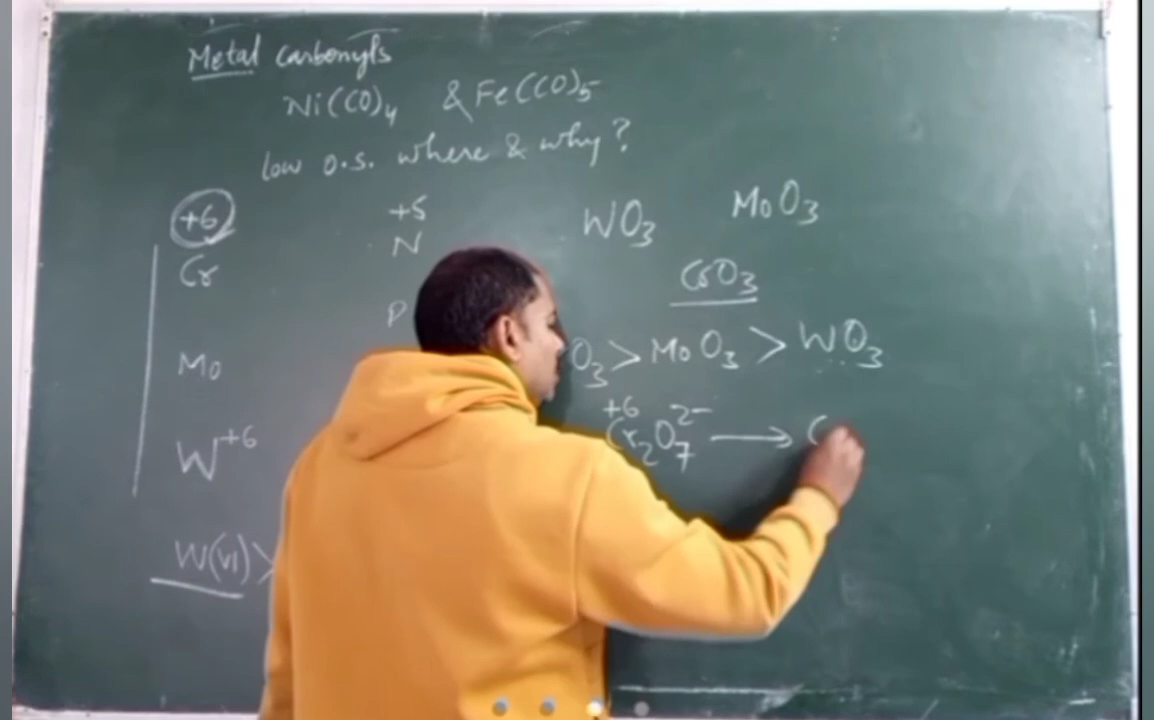 Metal Carbonyls
Ni(CO)₄ & Fe(CO)₅
low o.s. where & why?
+6 +5 WO₃ MoO₃
Cr N CrO₃
P O₃ > MoO₃ > WO₃
Mo
+6
Cr₂O₇²⁻ ⟶ C
W⁺⁶
W(VI) >